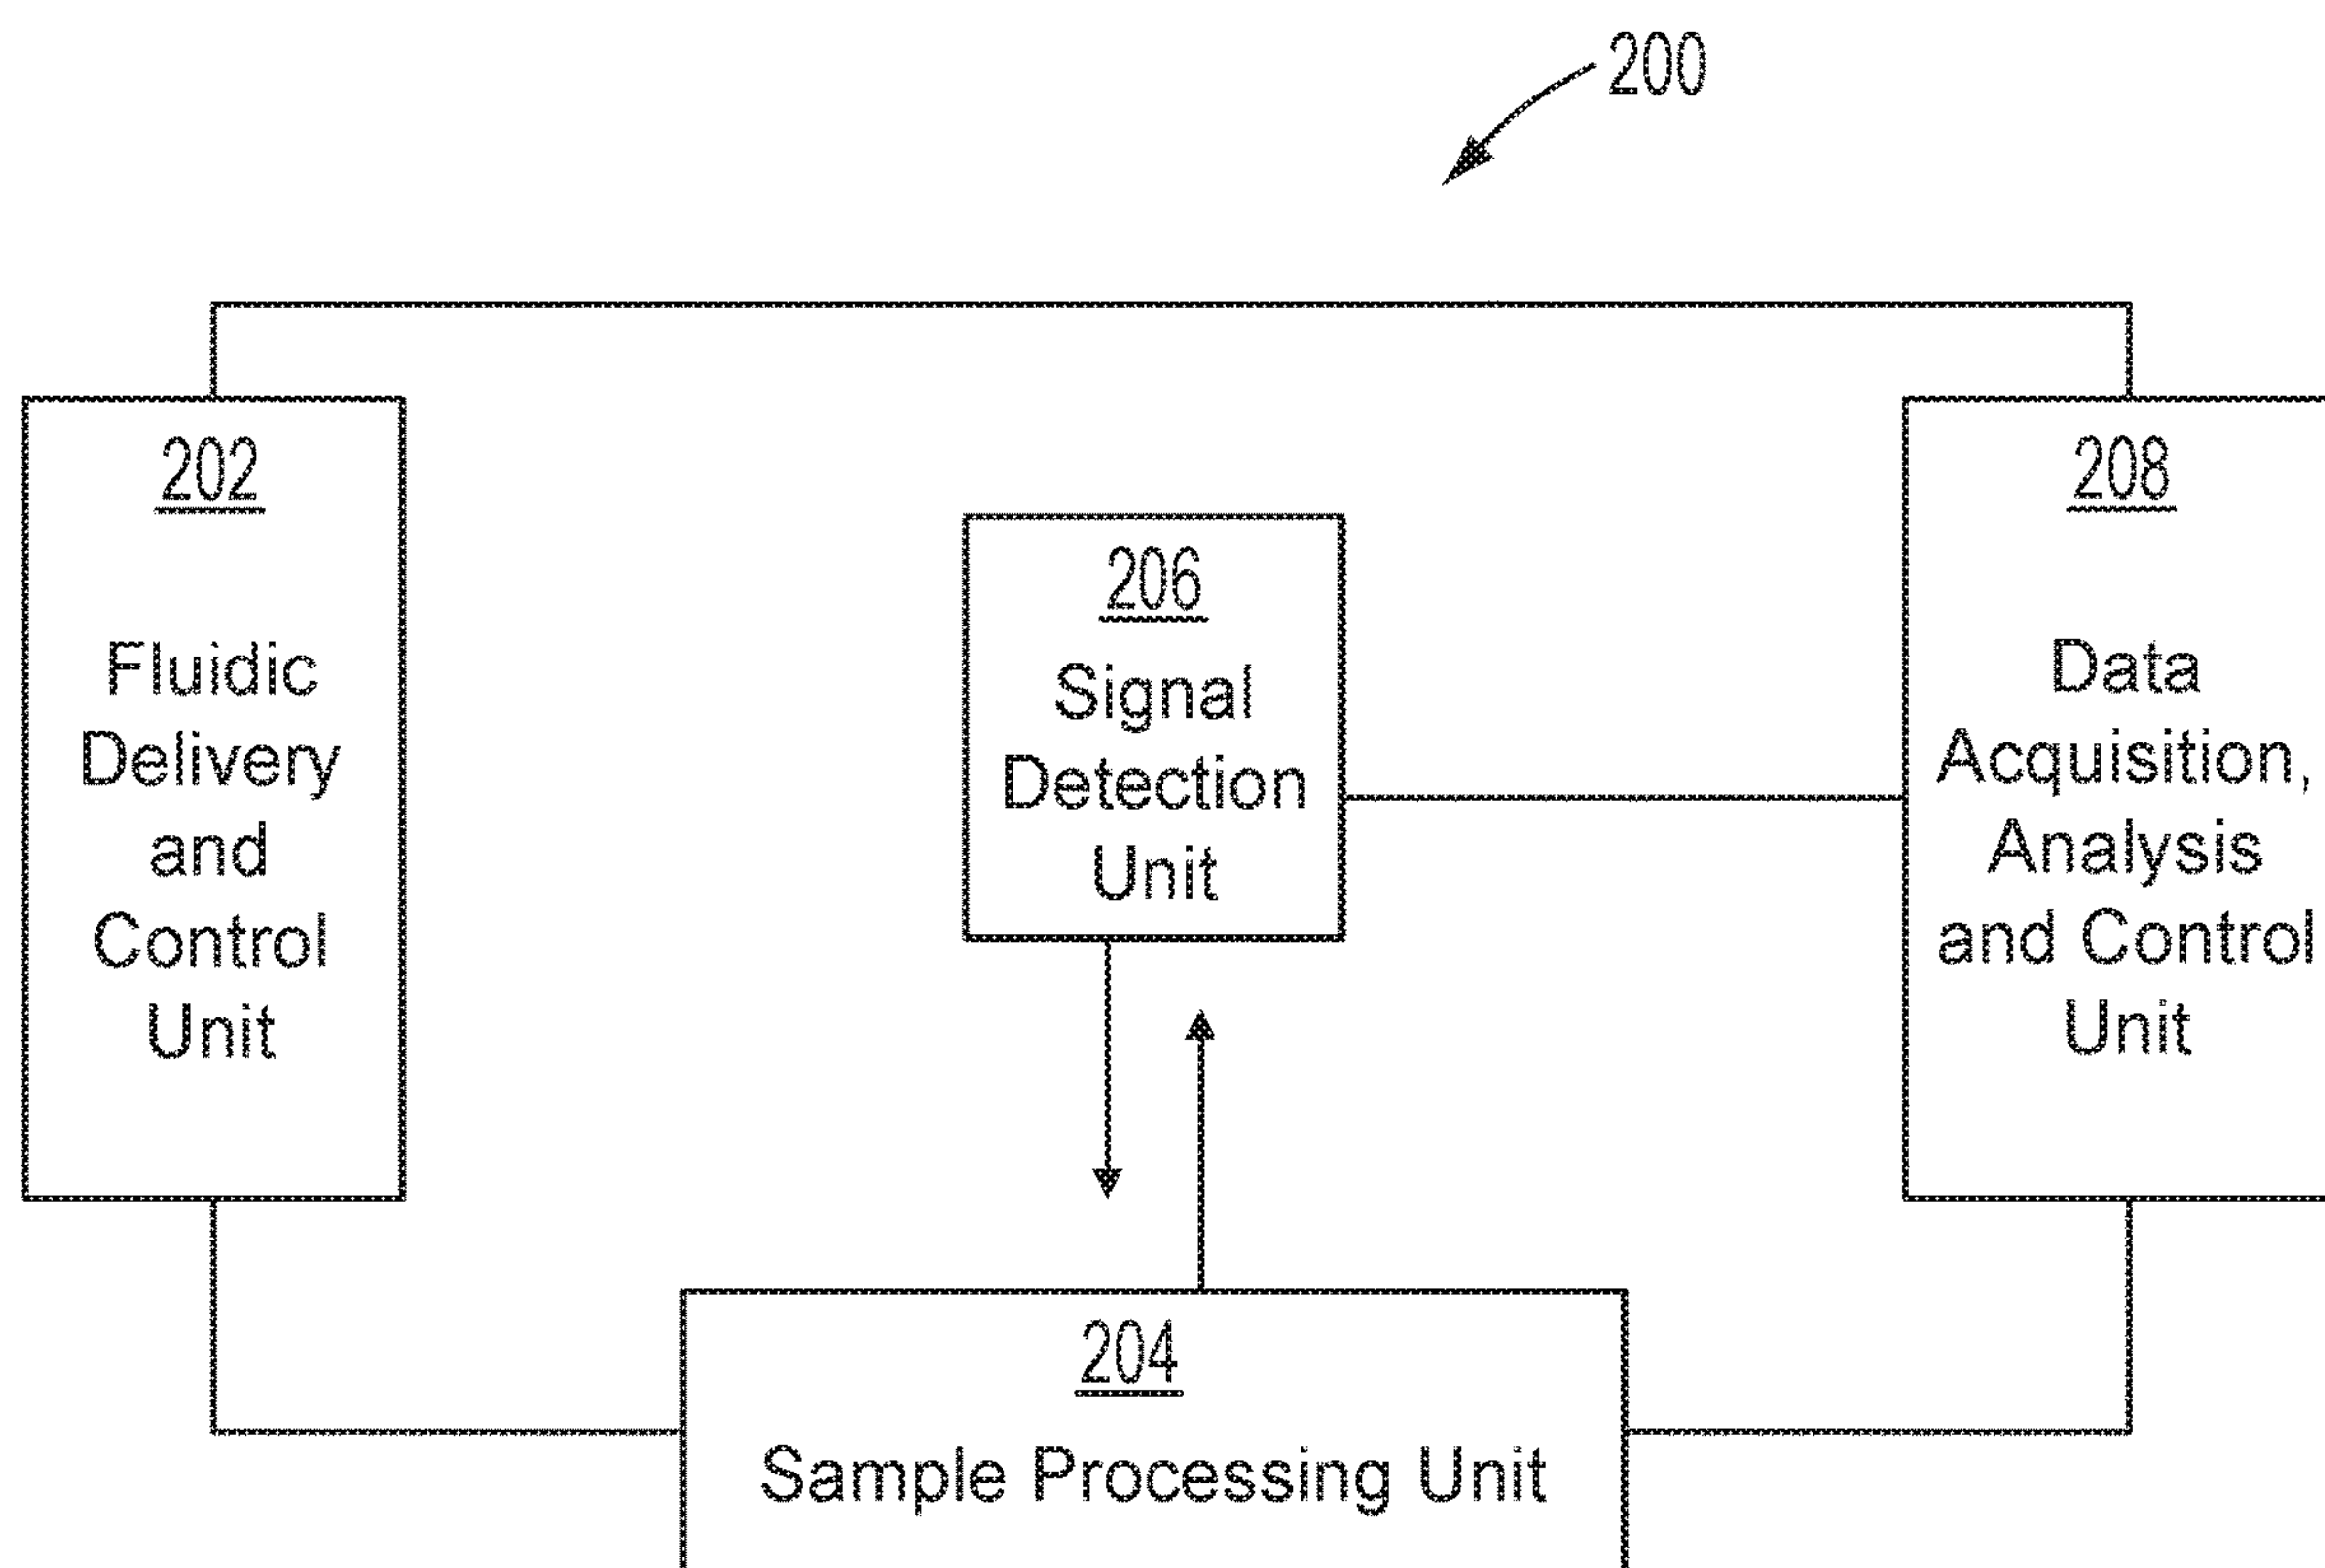 200
202
Fluidic
Delivery
and
Control
Unit
206
Signal
Detection
Unit
208
Data
Acquisition,
Analysis
and Control
Unit
204
Sample Processing Unit